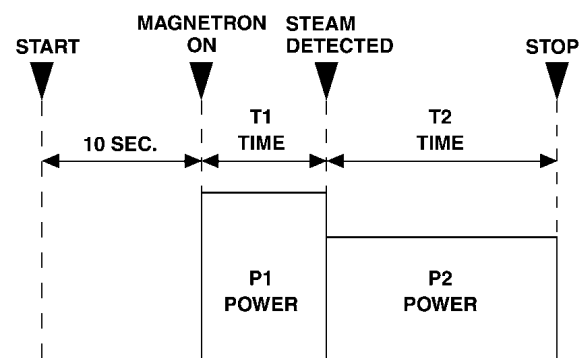 START
MAGNETRON
ON
STEAM
DETECTED
STOP
10 SEC.
T1
TIME
T2
TIME
P1
POWER
P2
POWER